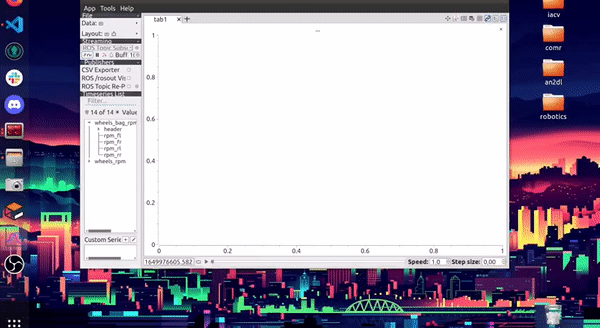 App Tools Help
File
Data:
Layout:
Streaming
ROS Topic Subsc
Buff 1(
Publishers
CSV Exporter
ROS /rosout Vis
ROS Topic Re-P
Timeseries List
Filter...
14 of 14 Value
wheels_bag_rpm
header
rpm_fl
rpm_fr
rpm_rl
rpm_rr
wheels_rpm
Custom Serie
tab1
...
1
0.8
0.6
0.4
0.2
0
0 0.2 0.4 0.6 0.8 1
1649976605.582
Speed: 1.0 Step size: 0.00
iacv
comr
an2dl
robotics